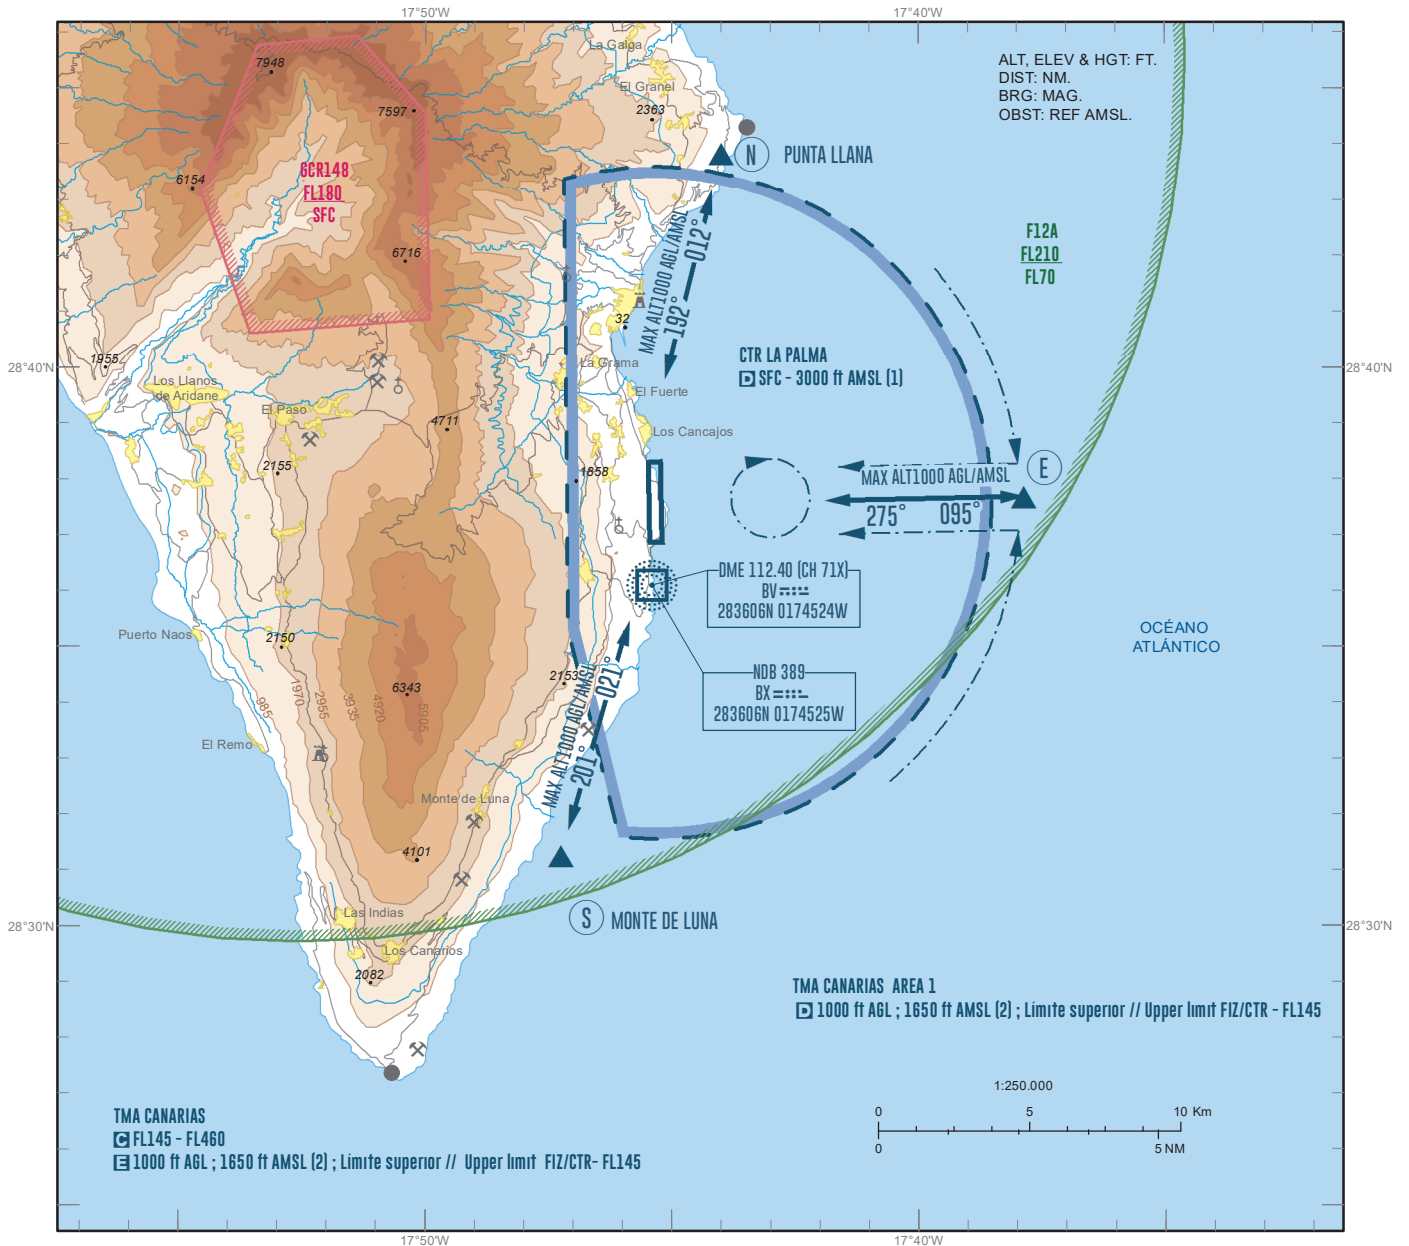 17°50'W
17°40'W
ALT, ELEV & HGT: FT.
DIST: NM.
BRG: MAG.
OBST: REF AMSL.
La Galga
7948
El Granel
7597
2363
N PUNTA LLANA
GCR148
FL180
SFC
6154
F12A
FL210
FL70
6716
MAX ALT1000 AGL/AMSL
012°
192°
32
CTR LA PALMA
D SFC - 3000 ft AMSL (1)
1955
28°40'N
28°40'N
La Grama
Los Llanos
de Aridane
El Paso
El Fuerte
4711
Los Cancajos
2155
1858
E
MAX ALT1000 AGL/AMSL
275° 095°
DME 112.40 (CH 71X)
BV
283606N 0174524W
Puerto Naos
2150
OCÉANO
ATLÁNTICO
NDB 389
BX
283606N 0174525W
2153
021°
201°
MAX ALT1000 AGL/AMSL
6343
985
1970
2955
3935
4920
5905
El Remo
Monte de Luna
4101
Las Indias
S MONTE DE LUNA
28°30'N
28°30'N
Los Canarios
2082
TMA CANARIAS AREA 1
D 1000 ft AGL ; 1650 ft AMSL (2) ; Límite superior // Upper limit FIZ/CTR - FL145
1:250.000
0 5 10 Km
0 5 NM
TMA CANARIAS
C FL145 - FL460
E 1000 ft AGL ; 1650 ft AMSL (2) ; Límite superior // Upper limit FIZ/CTR- FL145
17°50'W
17°40'W